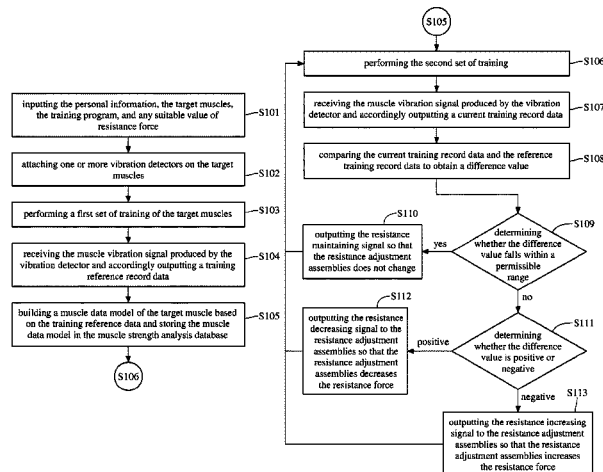 inputting the personal information, the target muscles,
the training program, and any suitable value of
resistance force
S101
attaching one or more vibration detectors on the target
muscles
S102
performing a first set of training of the target muscles
S103
receiving the muscle vibration signal produced by the
vibration detector and accordingly outputting a training
reference record data
S104
building a muscle data model of the target muscle based
on the training reference data and storing the muscle
data model in the muscle strength analysis database
S105
S106
S105
performing the second set of training
S106
receiving the muscle vibration signal produced by the vibration
detector and accordingly outputting a current training record data
S107
comparing the current training record data and the reference
training record data to obtain a difference value
S108
S109
determining
whether the difference
value falls within a
permissible
range
yes
S110
outputting the resistance
maintaining signal so that
the resistance adjustment
assemblies does not change
no
S111
determining
whether the difference
value is positive or
negative
positive
S112
outputting the resistance
decreasing signal to the
resistance adjustment
assemblies so that the
resistance adjustment
assemblies decreases
the resistance force
negative
S113
outputting the resistance increasing
signal to the resistance adjustment
assemblies so that the resistance
adjustment assemblies increases
the resistance force